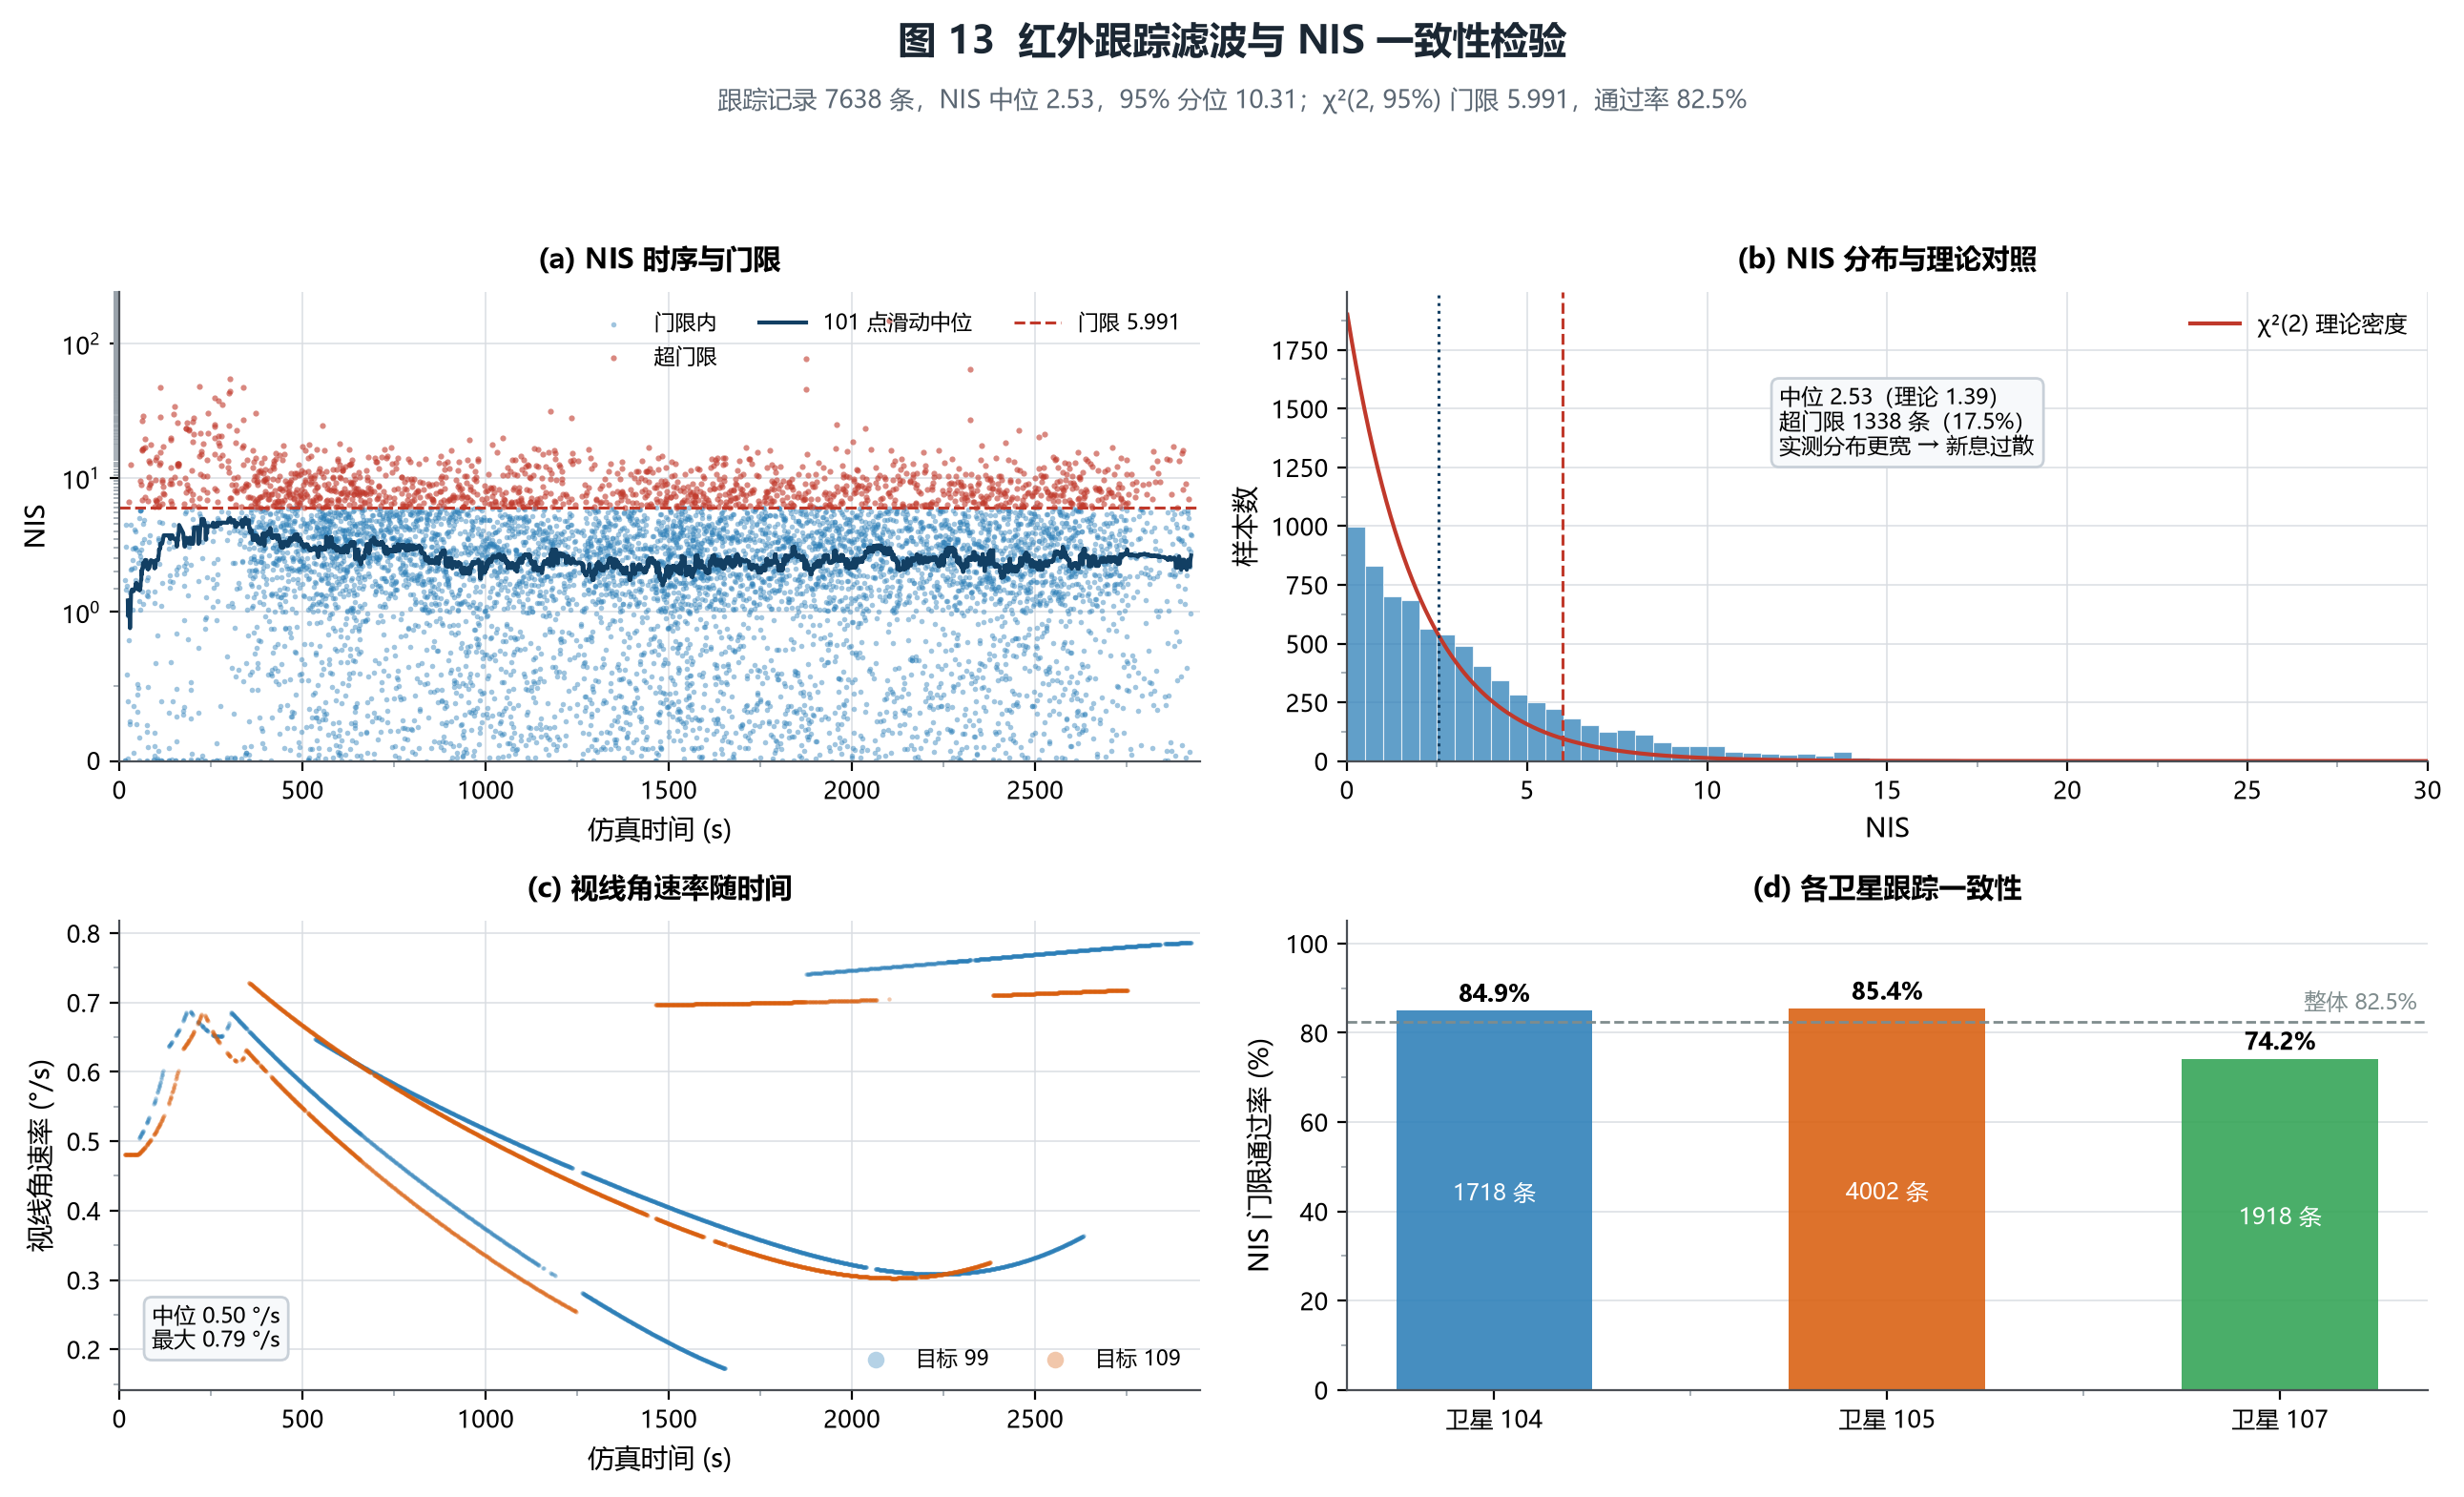 图 13 红外跟踪滤波与 NIS 一致性检验
跟踪记录 7638 条，NIS 中位 2.53，95% 分位 10.31；χ²(2, 95%) 门限 5.991，通过率 82.5%
(a) NIS 时序与门限
门限内
101 点滑动中位
门限 5.991
超门限
10²
10¹
10⁰
0
NIS
0 500 1000 1500 2000 2500
仿真时间 (s)
(b) NIS 分布与理论对照
χ²(2) 理论密度
中位 2.53（理论 1.39）
超门限 1338 条（17.5%）
实测分布更宽 → 新息过散
1750
1500
1250
1000
750
500
250
0
样本数
0 5 10 15 20 25 30
NIS
(c) 视线角速率随时间
0.8
0.7
0.6
0.5
0.4
0.3
0.2
视线角速率 (°/s)
中位 0.50 °/s
最大 0.79 °/s
目标 99
目标 109
0 500 1000 1500 2000 2500
仿真时间 (s)
(d) 各卫星跟踪一致性
100
80
60
40
20
0
NIS 门限通过率 (%)
84.9%
85.4%
74.2%
整体 82.5%
1718 条
4002 条
1918 条
卫星 104
卫星 105
卫星 107